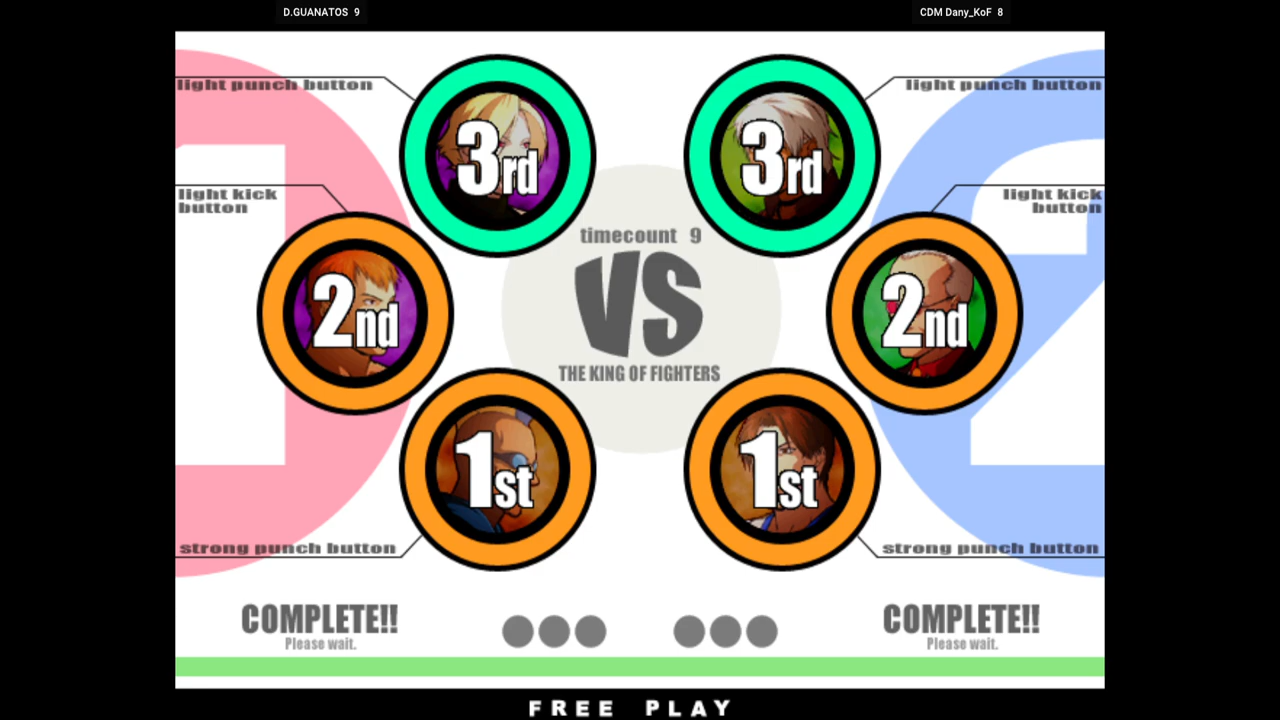 D.GUANATOS 9
CDM Dany_KoF 8
light punch button
light punch button
3rd
3rd
light kick
button
light kick
button
timecount 9
VS
THE KING OF FIGHTERS
2nd
2nd
1st
1st
strong punch button
strong punch button
COMPLETE!!
Please wait.
COMPLETE!!
Please wait.
FREE PLAY
1
2